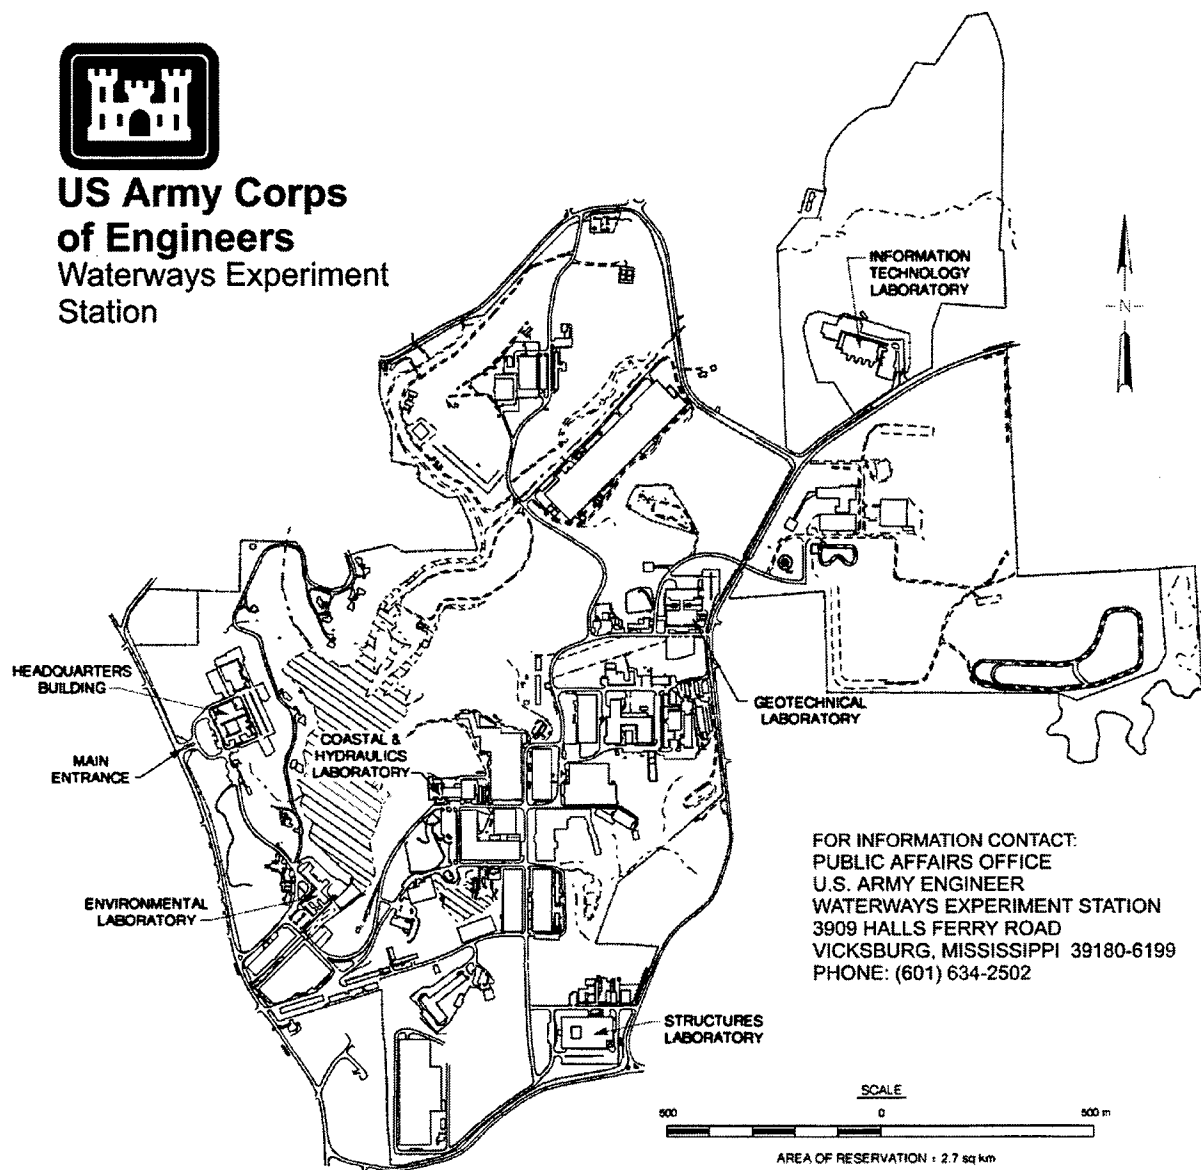 US Army Corps
of Engineers
Waterways Experiment
Station
INFORMATION
TECHNOLOGY
LABORATORY
N
HEADQUARTERS
BUILDING
MAIN
ENTRANCE
COASTAL &
HYDRAULICS
LABORATORY
GEOTECHNICAL
LABORATORY
ENVIRONMENTAL
LABORATORY
STRUCTURES
LABORATORY
FOR INFORMATION CONTACT:
PUBLIC AFFAIRS OFFICE
U.S. ARMY ENGINEER
WATERWAYS EXPERIMENT STATION
3909 HALLS FERRY ROAD
VICKSBURG, MISSISSIPPI 39180-6199
PHONE: (601) 634-2502
SCALE
500 0 500 m
AREA OF RESERVATION : 2.7 sq km